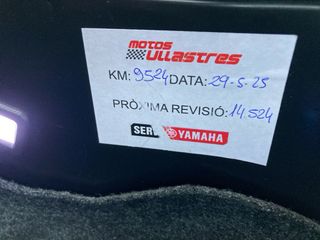 MOTOS
ULLASTRES
KM: 9524 DATA: 29-5-25
PRÒXIMA REVISIÓ: 14.524
SER YAMAHA